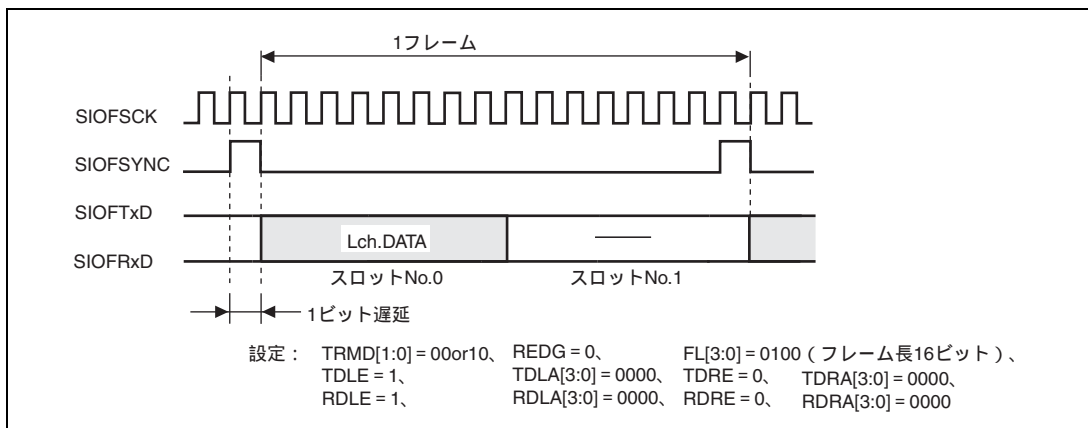 1フレーム
SIOFSCK
SIOFSYNC
SIOFTxD
Lch.DATA
SIOFRxD
スロットNo.0 スロットNo.1
1ビット遅延
設定： TRMD[1:0] = 00or10、 REDG = 0、 FL[3:0] = 0100（フレーム長16ビット）、
TDLE = 1、 TDLA[3:0] = 0000、 TDRE = 0、 TDRA[3:0] = 0000、
RDLE = 1、 RDLA[3:0] = 0000、 RDRE = 0、 RDRA[3:0] = 0000